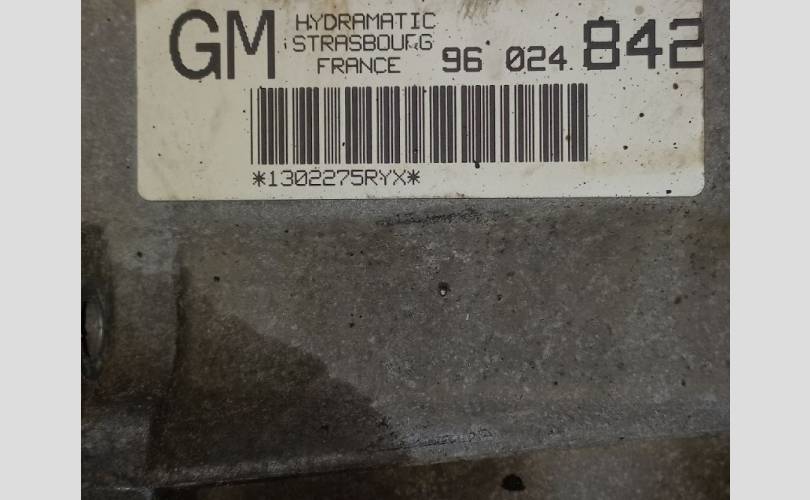 GM
HYDRAMATIC
STRASBOURG
FRANCE
96 024 842
*1302275RYX*